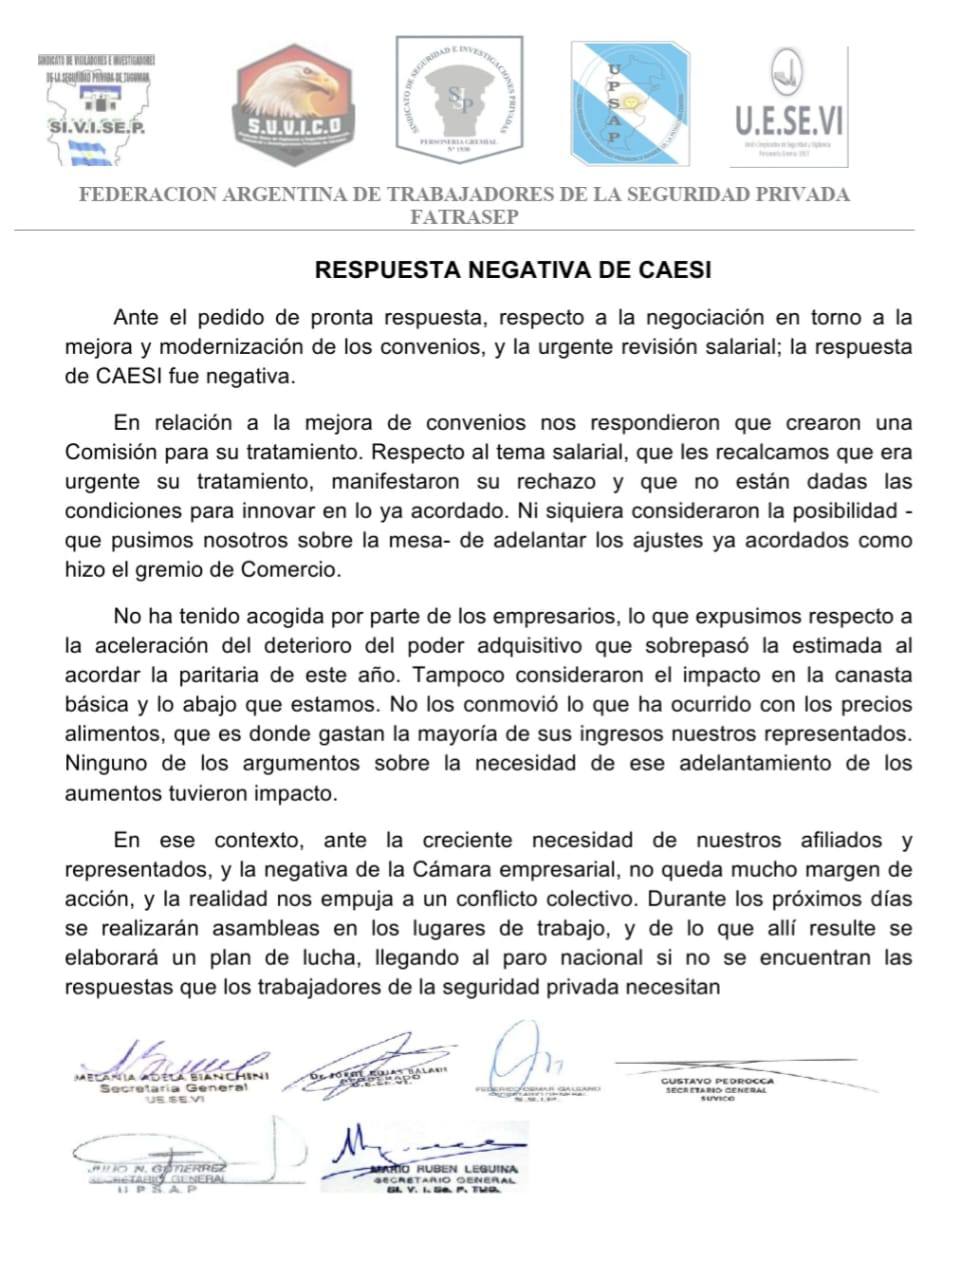 SINDICATO DE VIGILADORES E INVESTIGADORES
DE LA SEGURIDAD PRIVADA DE TUCUMAN
SI.V.I.SE.P.
S.U.V.I.C.O
SINDICATO DE SEGURIDAD E INVESTIGACIONES PRIVADAS
SIP
PERSONERIA GREMIAL
N° 1930
UPSAP
U.E.SE.VI
FEDERACION ARGENTINA DE TRABAJADORES DE LA SEGURIDAD PRIVADA
FATRASEP
RESPUESTA NEGATIVA DE CAESI
Ante el pedido de pronta respuesta, respecto a la negociación en torno a la
mejora y modernización de los convenios, y la urgente revisión salarial; la respuesta
de CAESI fue negativa.
En relación a la mejora de convenios nos respondieron que crearon una
Comisión para su tratamiento. Respecto al tema salarial, que les recalcamos que era
urgente su tratamiento, manifestaron su rechazo y que no están dadas las
condiciones para innovar en lo ya acordado. Ni siquiera consideraron la posibilidad -
que pusimos nosotros sobre la mesa- de adelantar los ajustes ya acordados como
hizo el gremio de Comercio.
No ha tenido acogida por parte de los empresarios, lo que expusimos respecto a
la aceleración del deterioro del poder adquisitivo que sobrepasó la estimada al
acordar la paritaria de este año. Tampoco consideraron el impacto en la canasta
básica y lo abajo que estamos. No los conmovió lo que ha ocurrido con los precios
alimentos, que es donde gastan la mayoría de sus ingresos nuestros representados.
Ninguno de los argumentos sobre la necesidad de ese adelantamiento de los
aumentos tuvieron impacto.
En ese contexto, ante la creciente necesidad de nuestros afiliados y
representados, y la negativa de la Cámara empresarial, no queda mucho margen de
acción, y la realidad nos empuja a un conflicto colectivo. Durante los próximos días
se realizarán asambleas en los lugares de trabajo, y de lo que allí resulte se
elaborará un plan de lucha, llegando al paro nacional si no se encuentran las
respuestas que los trabajadores de la seguridad privada necesitan
MELANIA ADELA BIANCHINI
Secretaria General
UE.SE.VI
Dr. JORGE ROJAS
APODERADO
U.E.SE.VI.
FEDERICO OSMAR GALEANO
SECRETARIO GENERAL
GUSTAVO PEDROCCA
SECRETARIO GENERAL
SUVICO
JULIO N. GUTIERREZ
SECRETARIO GENERAL
U P S A P
MARIO RUBEN LEGUINA
SECRETARIO GENERAL
SI. V. I. Se. P. TUC.